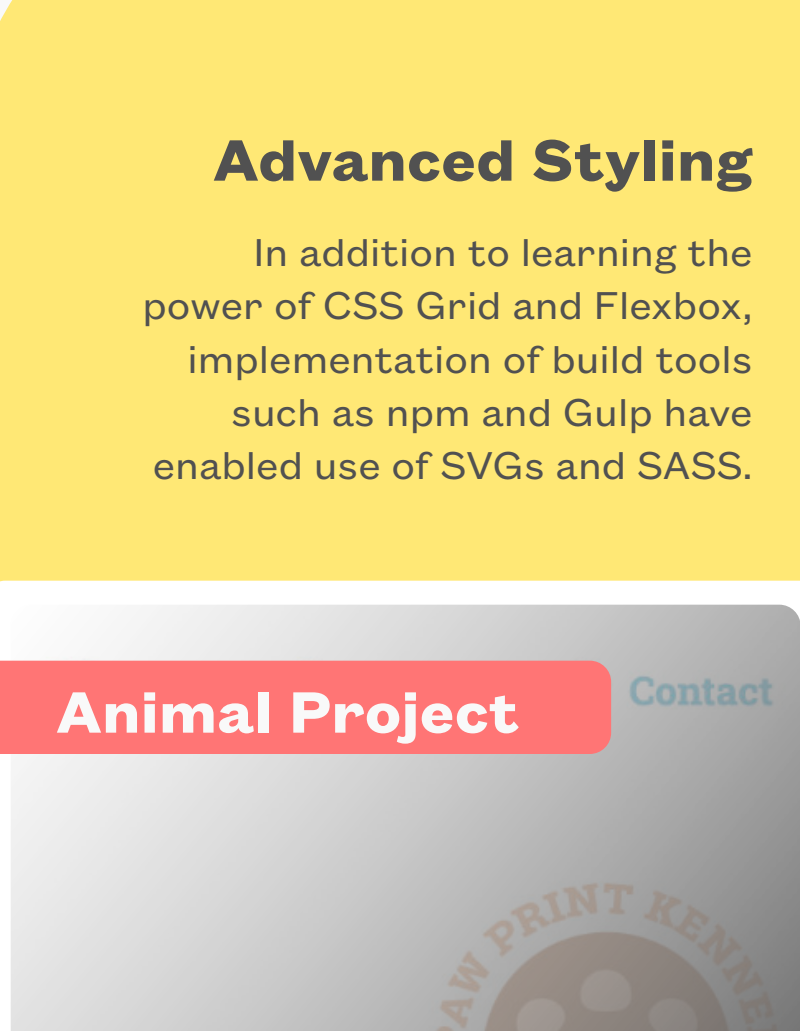 Advanced Styling
In addition to learning the
power of CSS Grid and Flexbox,
implementation of build tools
such as npm and Gulp have
enabled use of SVGs and SASS.
Animal Project
Contact
PAW PRINT KENNE